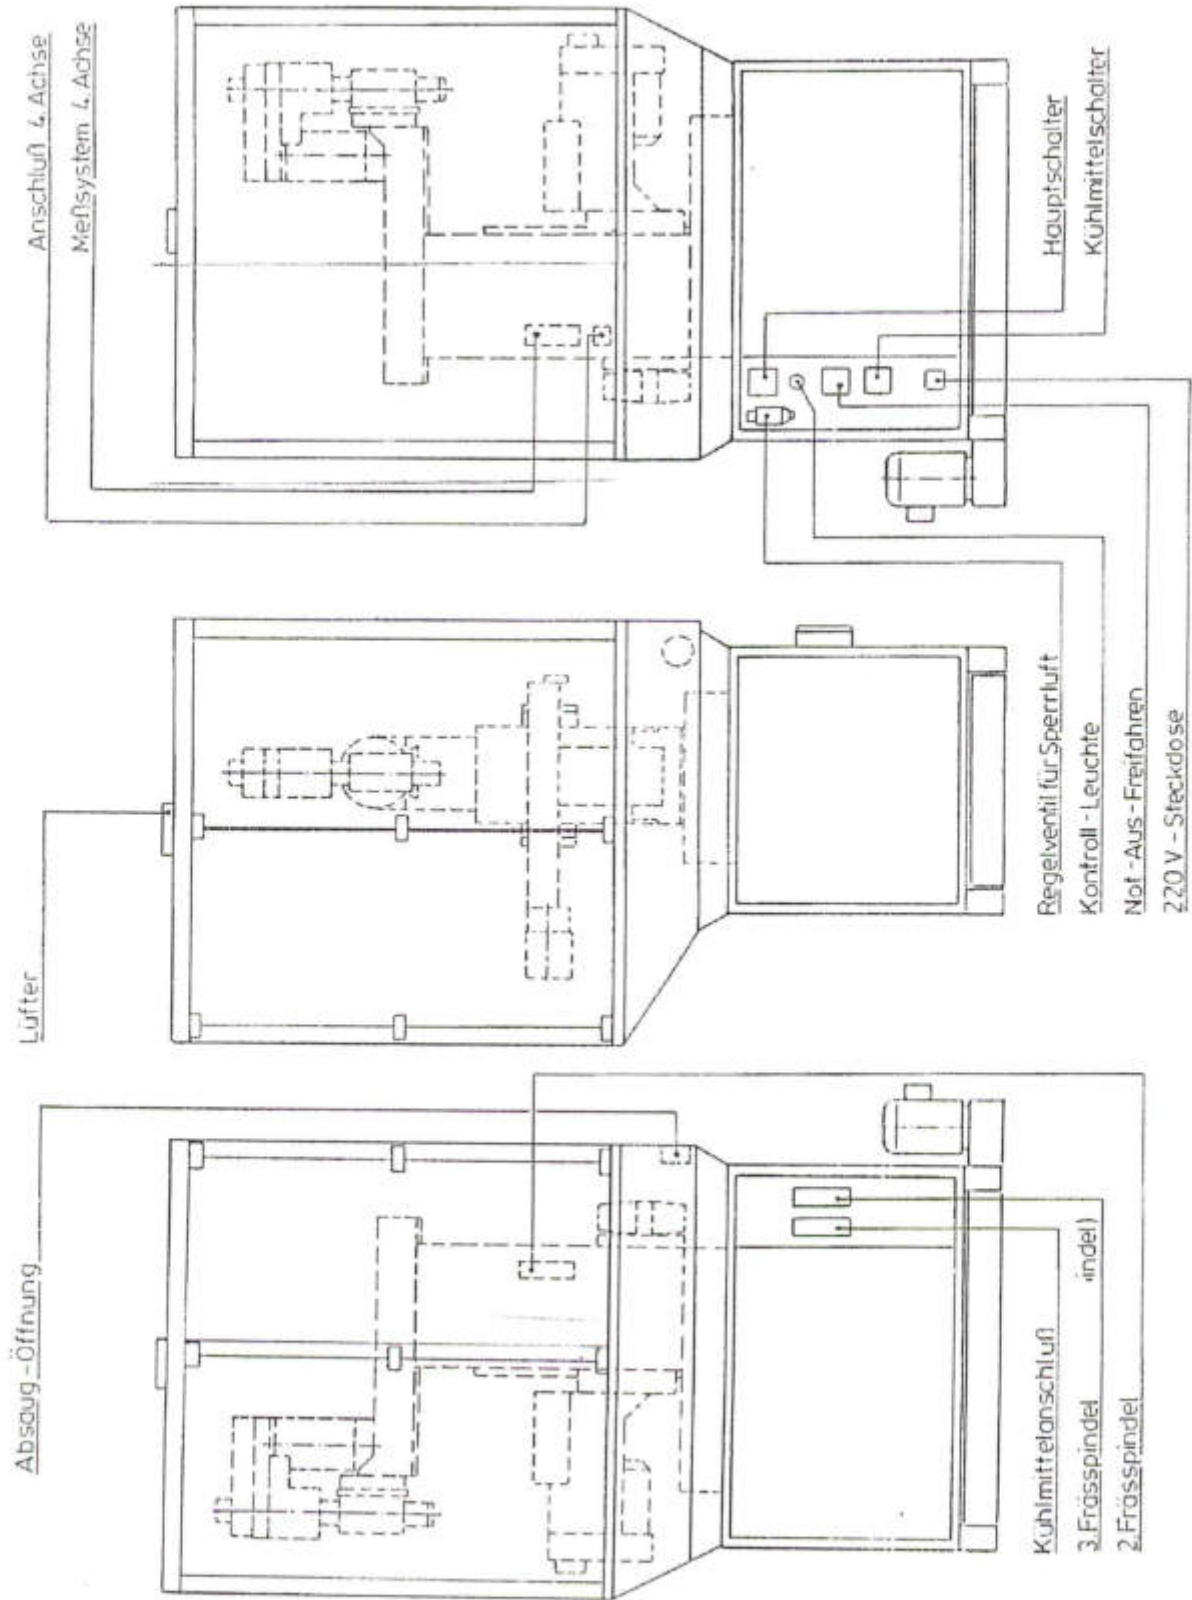 Absaug-Öffnung
Lüfter
Anschluß 4. Achse
Meßsystem 4. Achse
Kühlmittelanschluß
3. Frässpindel indel)
2. Frässpindel
Regelventil für Sperrluft
Kontroll-Leuchte
Not-Aus-Freifahren
220 V-Steckdose
Hauptschalter
Kühlmittelschalter